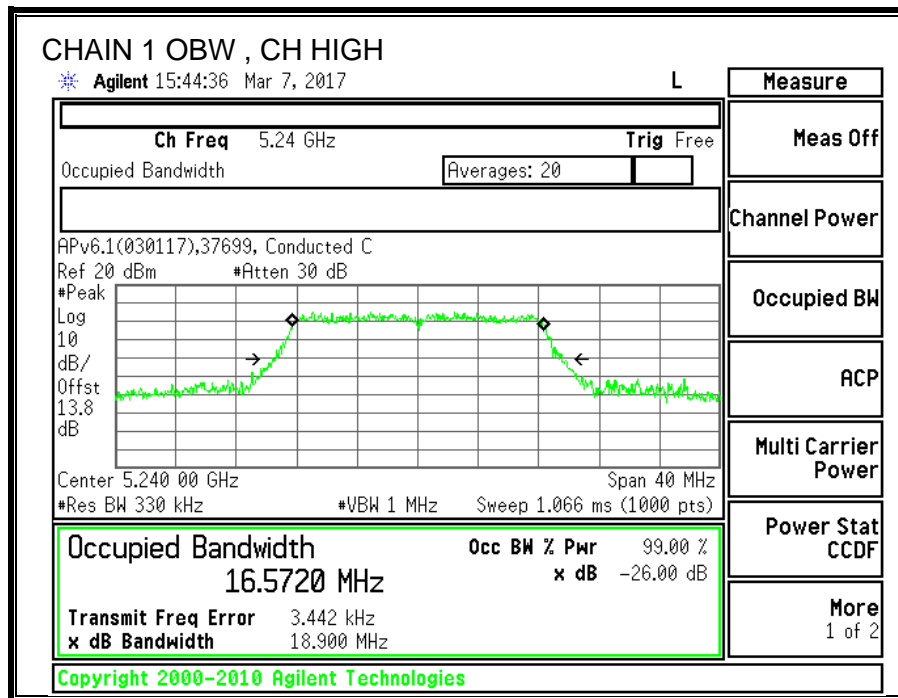 CHAIN 1 OBW , CH HIGH
Agilent 15:44:36 Mar 7, 2017 L
Measure
Ch Freq 5.24 GHz Trig Free
Meas Off
Occupied Bandwidth Averages: 20
Channel Power
APv6.1(030117),37699, Conducted C
Ref 20 dBm #Atten 30 dB
#Peak
Occupied BW
Log
10
dB/
ACP
Offst
13.8
dB
Multi Carrier
Power
Center 5.240 00 GHz Span 40 MHz
#Res BW 330 kHz #VBW 1 MHz Sweep 1.066 ms (1000 pts)
Power Stat
CCDF
Occupied Bandwidth Occ BW % Pwr 99.00 %
16.5720 MHz x dB -26.00 dB
Transmit Freq Error 3.442 kHz
x dB Bandwidth 18.900 MHz
More
1 of 2
Copyright 2000-2010 Agilent Technologies